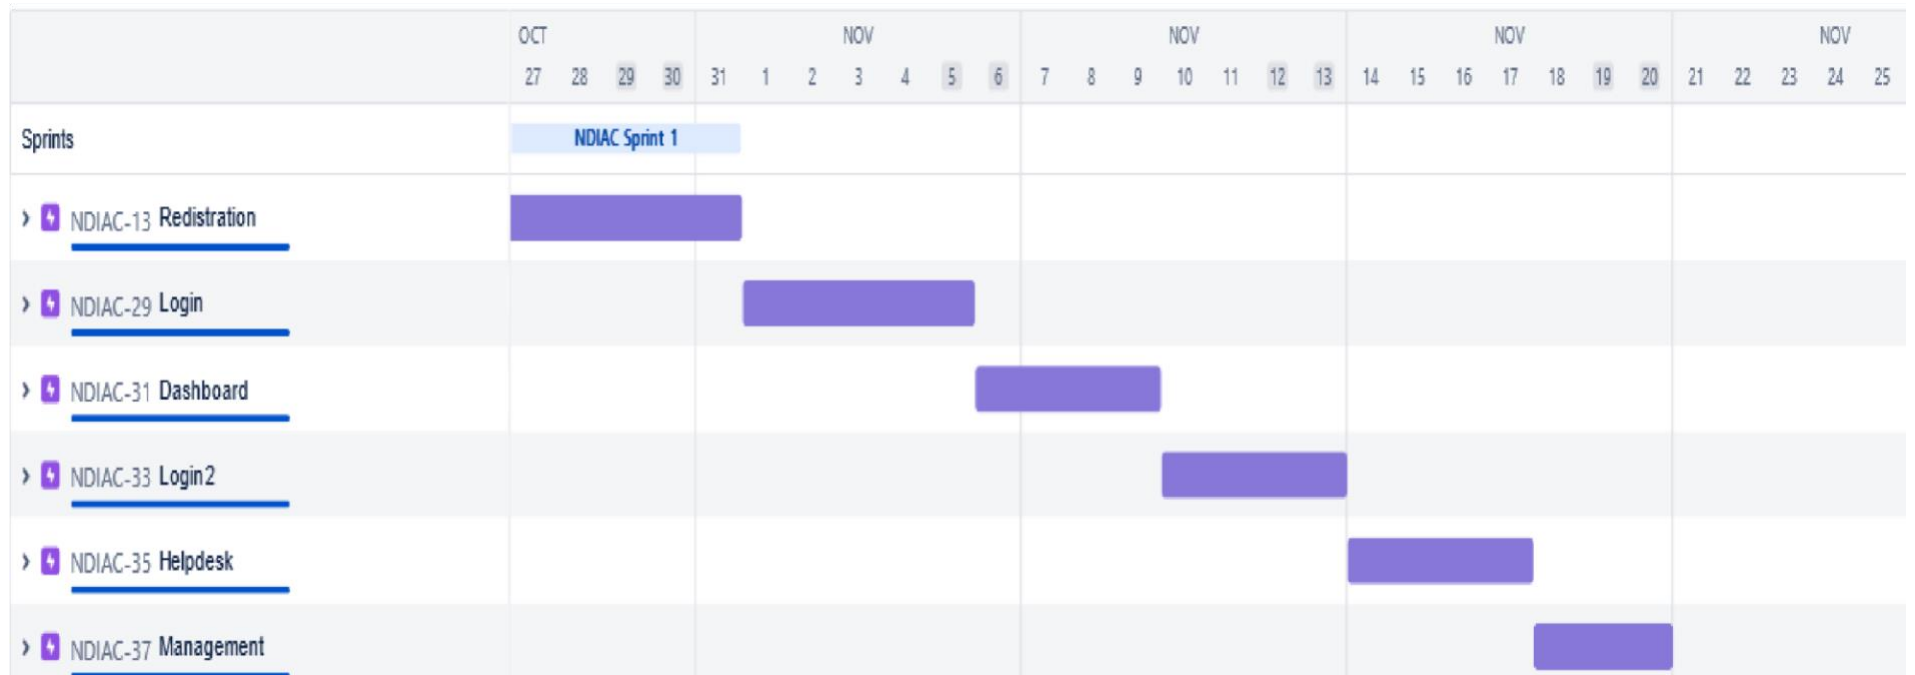 OCT NOV NOV NOV NOV
27 28 29 30 31 1 2 3 4 5 6 7 8 9 10 11 12 13 14 15 16 17 18 19 20 21 22 23 24 25
Sprints NDIAC Sprint 1
NDIAC-13 Redistration
NDIAC-29 Login
NDIAC-31 Dashboard
NDIAC-33 Login2
NDIAC-35 Helpdesk
NDIAC-37 Management